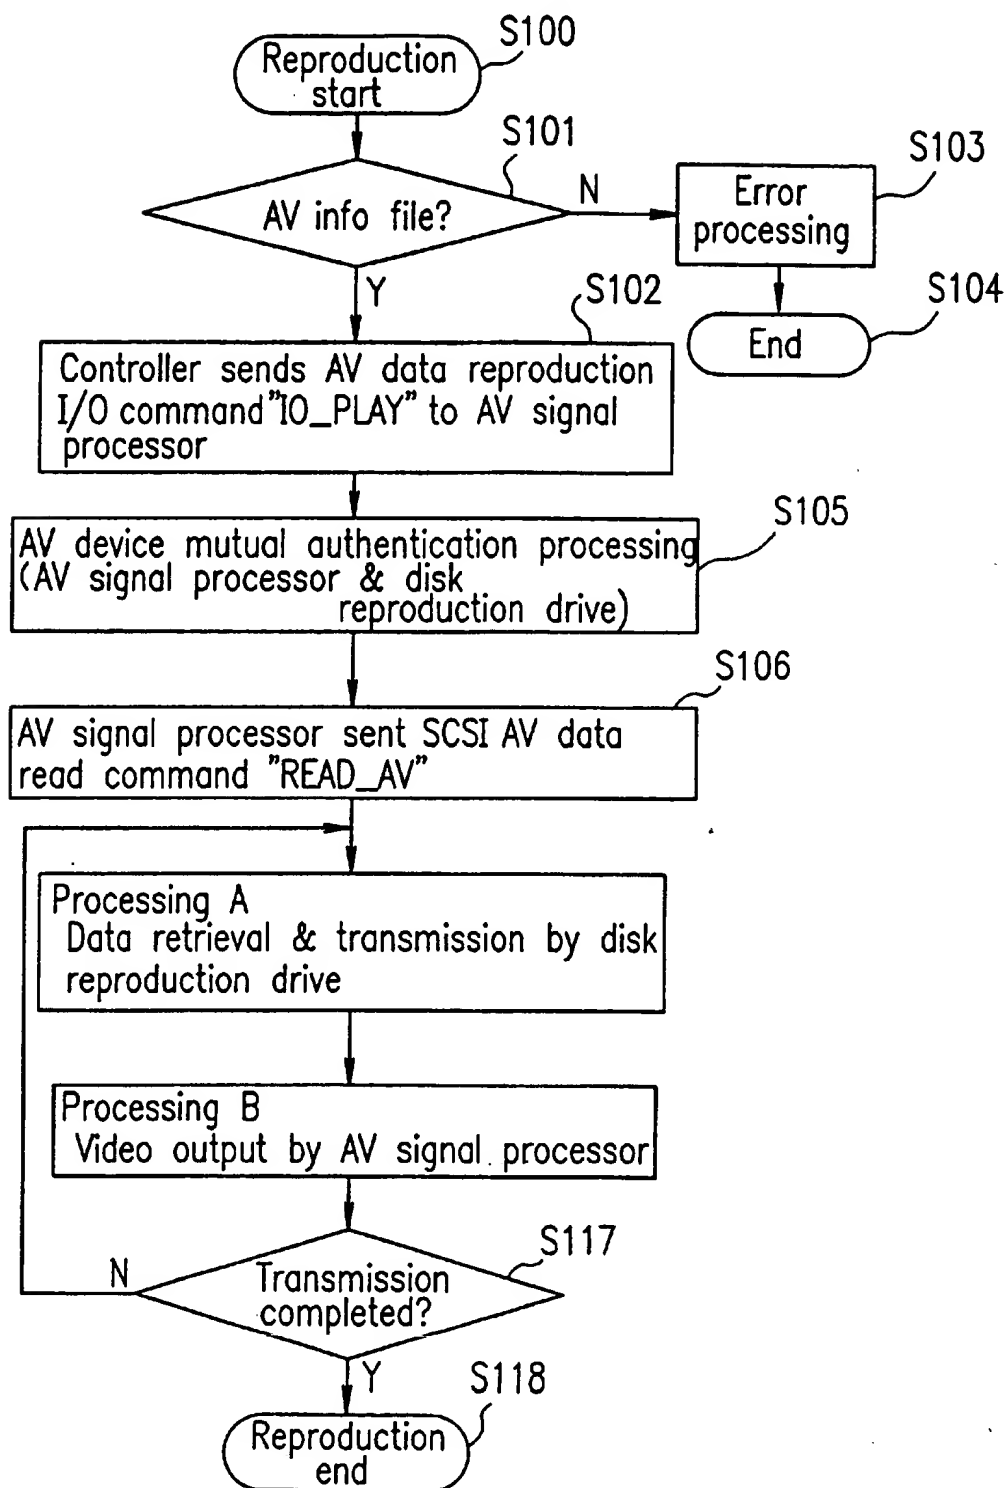 S100
Reproduction
start
S101
AV info file?
N
S103
Error
processing
Y
S102
S104
End
Controller sends AV data reproduction
I/O command "IO_PLAY" to AV signal
processor
S105
AV device mutual authentication processing
(AV signal processor & disk
reproduction drive)
S106
AV signal processor sent SCSI AV data
read command "READ_AV"
Processing A
Data retrieval & transmission by disk
reproduction drive
Processing B
Video output by AV signal processor
S117
N
Transmission
completed?
Y
S118
Reproduction
end